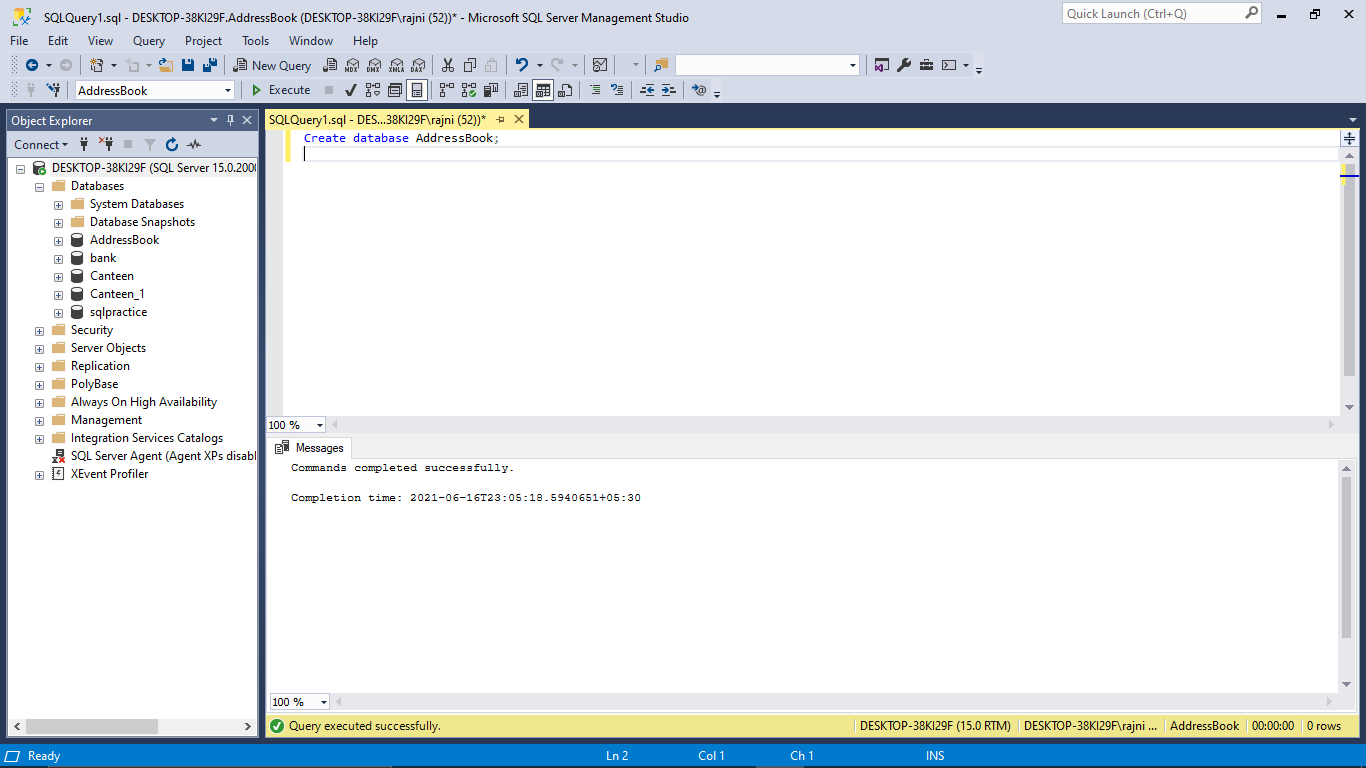 SQLQuery1.sql - DESKTOP-38KI29F.AddressBook (DESKTOP-38KI29F\rajni (52))* - Microsoft SQL Server Management Studio
Quick Launch (Ctrl+Q)
File Edit View Query Project Tools Window Help
New Query MDX DMX XMLA DAX
AddressBook Execute
Object Explorer
Connect
DESKTOP-38KI29F (SQL Server 15.0.2000
Databases
System Databases
Database Snapshots
AddressBook
bank
Canteen
Canteen_1
sqlpractice
Security
Server Objects
Replication
PolyBase
Always On High Availability
Management
Integration Services Catalogs
SQL Server Agent (Agent XPs disabl
XEvent Profiler
SQLQuery1.sql - DES...38KI29F\rajni (52))*
Create database AddressBook;
100 %
Messages
Commands completed successfully.
Completion time: 2021-06-16T23:05:18.5940651+05:30
100 %
Query executed successfully.
DESKTOP-38KI29F (15.0 RTM) DESKTOP-38KI29F\rajni ... AddressBook 00:00:00 0 rows
Ready Ln 2 Col 1 Ch 1 INS